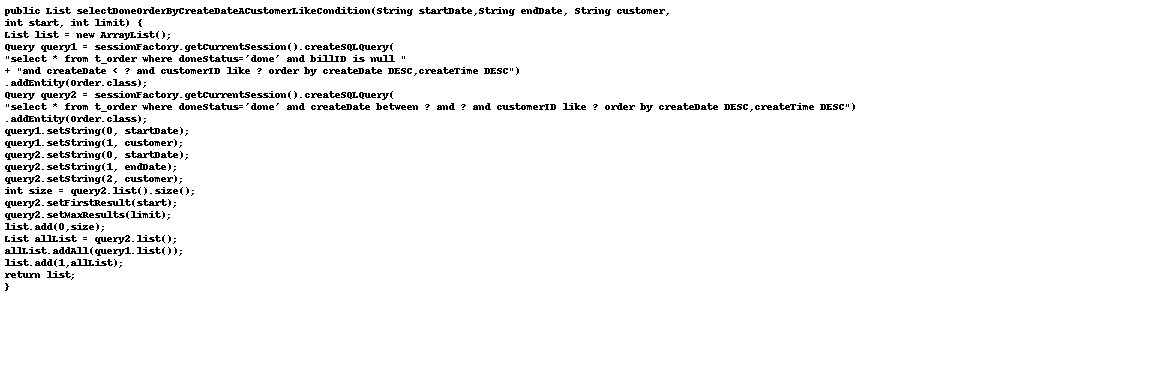 public List selectDoneOrderByCreateDateACustomerLikeCondition(String startDate,String endDate, String customer,
int start, int limit) {
List list = new ArrayList();
Query query1 = sessionFactory.getCurrentSession().createSQLQuery(
"select * from t_order where doneStatus='done' and billID is null "
+ "and createDate < ? and customerID like ? order by createDate DESC,createTime DESC")
.addEntity(Order.class);
Query query2 = sessionFactory.getCurrentSession().createSQLQuery(
"select * from t_order where doneStatus='done' and createDate between ? and ? and customerID like ? order by createDate DESC,createTime DESC")
.addEntity(Order.class);
query1.setString(0, startDate);
query1.setString(1, customer);
query2.setString(0, startDate);
query2.setString(1, endDate);
query2.setString(2, customer);
int size = query2.list().size();
query2.setFirstResult(start);
query2.setMaxResults(limit);
list.add(0,size);
List allList = query2.list();
allList.addAll(query1.list());
list.add(1,allList);
return list;
}